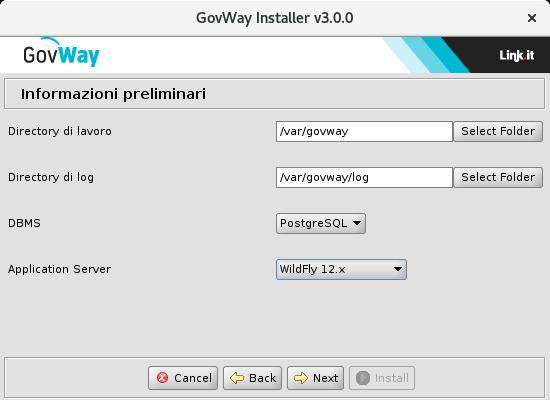 GovWay Installer v3.0.0
GovWay
Link.it
Informazioni preliminari
Directory di lavoro
/var/govway
Select Folder
Directory di log
/var/govway/log
Select Folder
DBMS
PostgreSQL
Application Server
WildFly 12.x
Cancel
Back
Next
Install